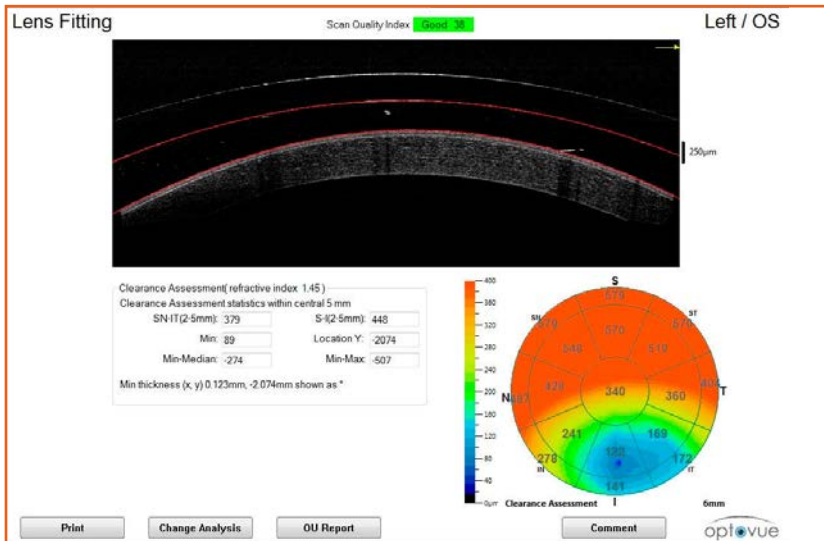 Lens Fitting
Scan Quality Index Good 38
Left / OS
250µm
Clearance Assessment( refractive index 1.45 )
Clearance Assessment statistics within central 5 mm
SN-IT(2-5mm): 379 S-I(2-5mm): 448
Min: 89 Location Y: -2074
Min-Median: -274 Min-Max: -507
Min thickness (x, y) 0.123mm, -2.074mm shown as *
400
320
280
240
200
160
120
80
40
0µm
S
579
SN 579
ST
570
570
548
519
N
429
340
360
404
T
241
169
278
122
172
IN
IT
141
I
Clearance Assessment 6mm
Print Change Analysis OU Report Comment
optovue